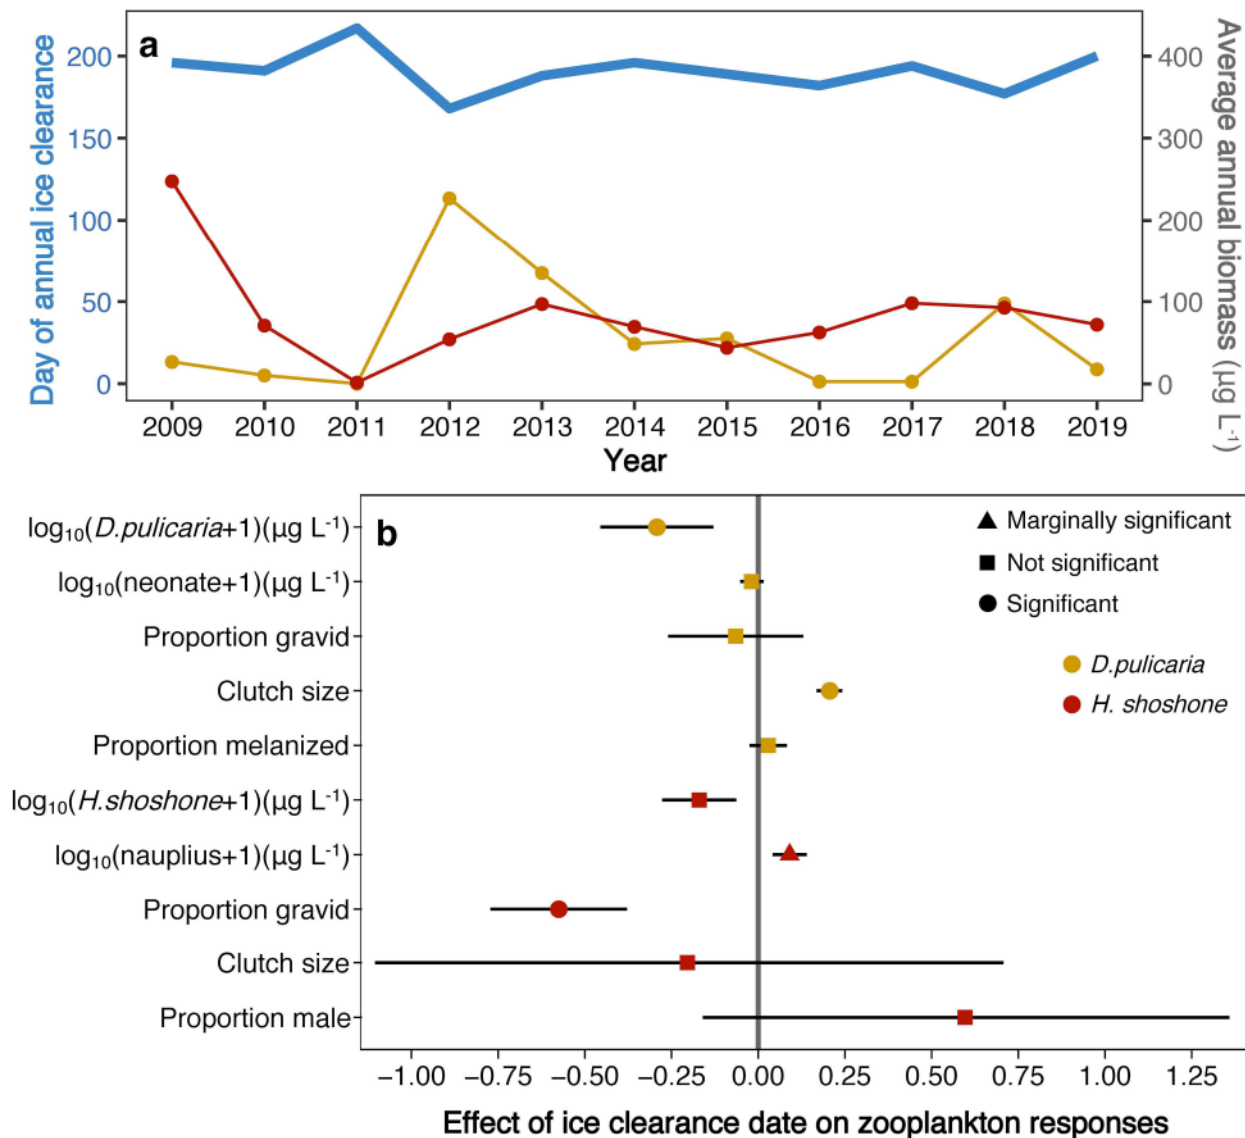 a
Day of annual ice clearance
200
150
100
50
0
Average annual biomass (µg L⁻¹)
400
300
200
100
0
2009 2010 2011 2012 2013 2014 2015 2016 2017 2018 2019
Year
b
log₁₀(D.pulicaria+1)(µg L⁻¹)
log₁₀(neonate+1)(µg L⁻¹)
Proportion gravid
Clutch size
Proportion melanized
log₁₀(H.shoshone+1)(µg L⁻¹)
log₁₀(nauplius+1)(µg L⁻¹)
Proportion gravid
Clutch size
Proportion male
Marginally significant
Not significant
Significant
D.pulicaria
H. shoshone
−1.00 −0.75 −0.50 −0.25 0.00 0.25 0.50 0.75 1.00 1.25
Effect of ice clearance date on zooplankton responses